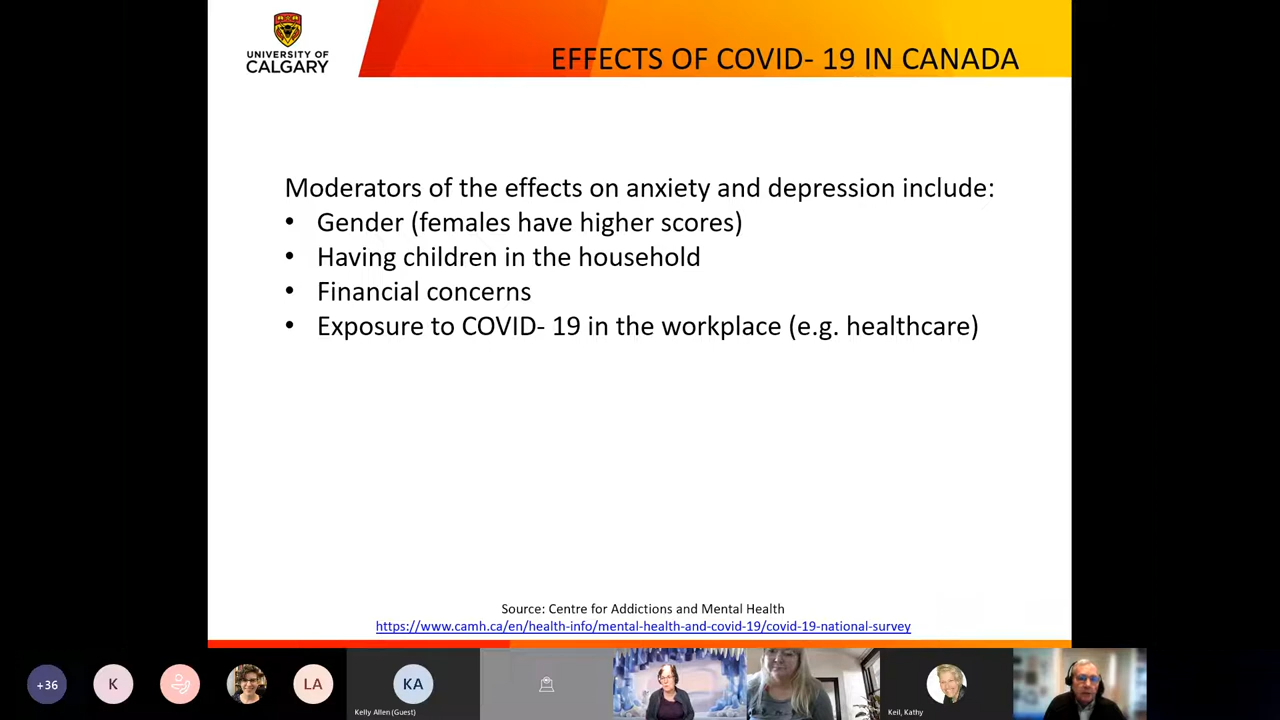 UNIVERSITY OF
CALGARY
EFFECTS OF COVID- 19 IN CANADA
Moderators of the effects on anxiety and depression include:
• Gender (females have higher scores)
• Having children in the household
• Financial concerns
• Exposure to COVID- 19 in the workplace (e.g. healthcare)
Source: Centre for Addictions and Mental Health
https://www.camh.ca/en/health-info/mental-health-and-covid-19/covid-19-national-survey
+36
K
LA
KA
Kelly Allen (Guest)
Keil, Kathy